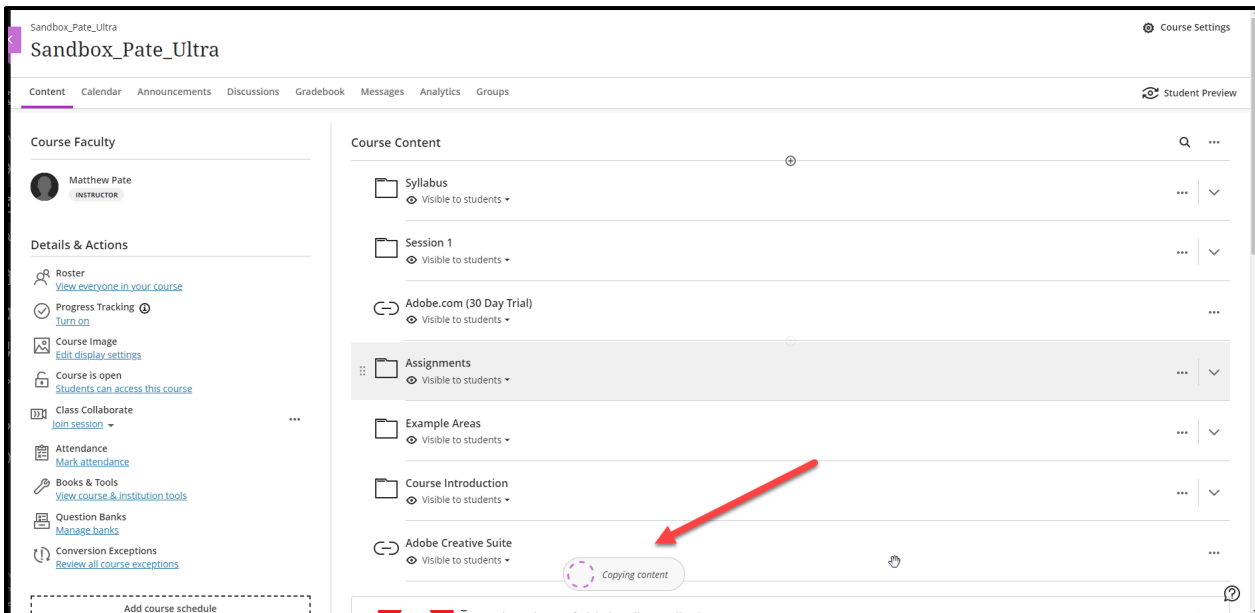 Sandbox_Pate_Ultra
Sandbox_Pate_Ultra
Course Settings
Content Calendar Announcements Discussions Gradebook Messages Analytics Groups
Student Preview
Course Faculty
Matthew Pate
INSTRUCTOR
Details & Actions
Roster
View everyone in your course
Progress Tracking
Turn on
Course Image
Edit display settings
Course is open
Students can access this course
Class Collaborate
Join session
Attendance
Mark attendance
Books & Tools
View course & institution tools
Question Banks
Manage banks
Conversion Exceptions
Review all course exceptions
Add course schedule
Course Content
Syllabus
Visible to students
Session 1
Visible to students
Adobe.com (30 Day Trial)
Visible to students
Assignments
Visible to students
Example Areas
Visible to students
Course Introduction
Visible to students
Adobe Creative Suite
Visible to students
Copying content